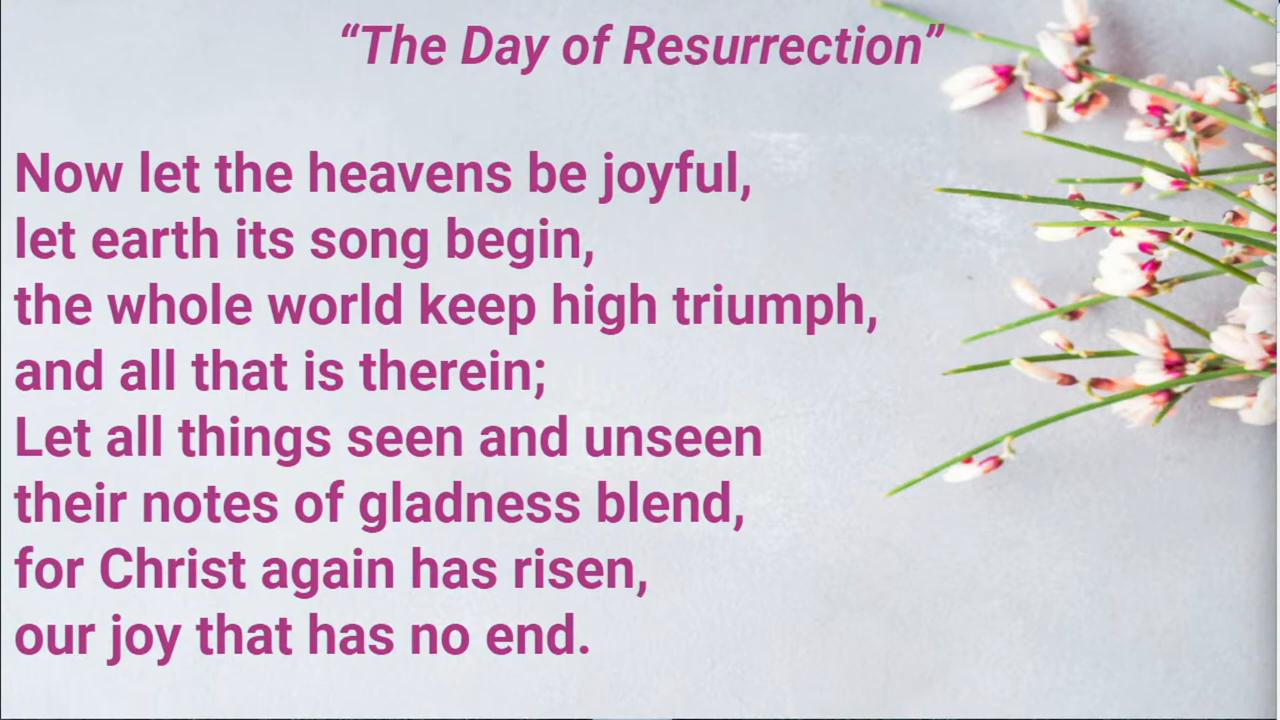 “The Day of Resurrection”
Now let the heavens be joyful,
let earth its song begin,
the whole world keep high triumph,
and all that is therein;
Let all things seen and unseen
their notes of gladness blend,
for Christ again has risen,
our joy that has no end.